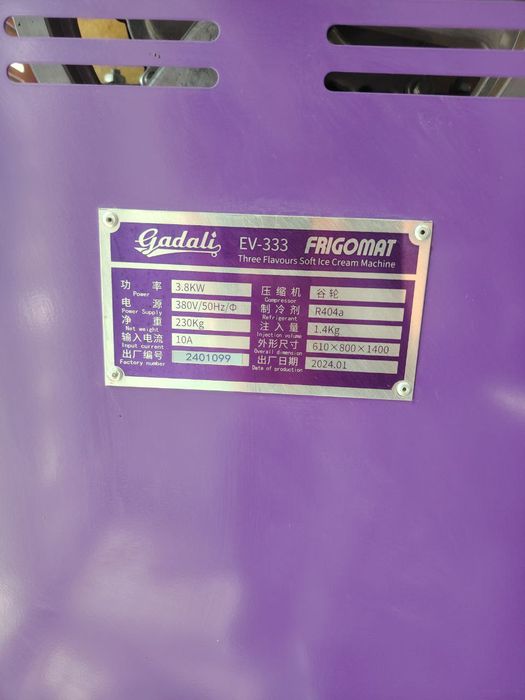 Gadali EV-333 FRIGOMAT
Three Flavours Soft Ice Cream Machine
功率 3.8KW
Power
电源 380V/50Hz/Φ
Power Supply
净重 230Kg
Net weight
输入电流 10A
Input current
出厂编号 2401099
Factory number
压缩机 谷轮
Compressor
制冷剂 R404a
Refrigerant
注入量 1.4Kg
Injection volume
外形尺寸 610×800×1400
Overall dimension
出厂日期 2024.01
Date of production